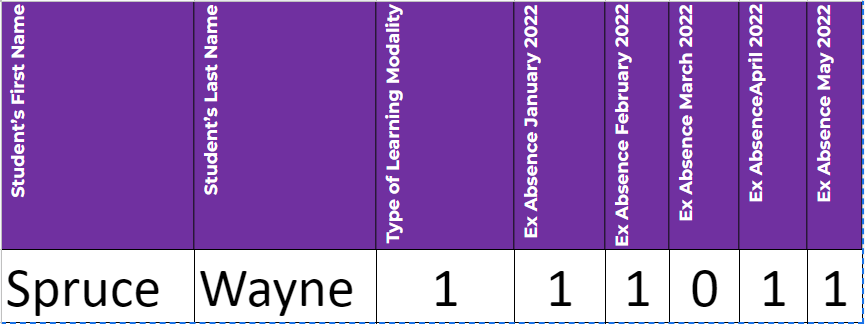 Student's First Name
Student's Last Name
Type of Learning Modality
Ex Absence January 2022
Ex Absence February 2022
Ex Absence March 2022
Ex AbsenceApril 2022
Ex Absence May 2022
Spruce Wayne 1 1 1 0 1 1